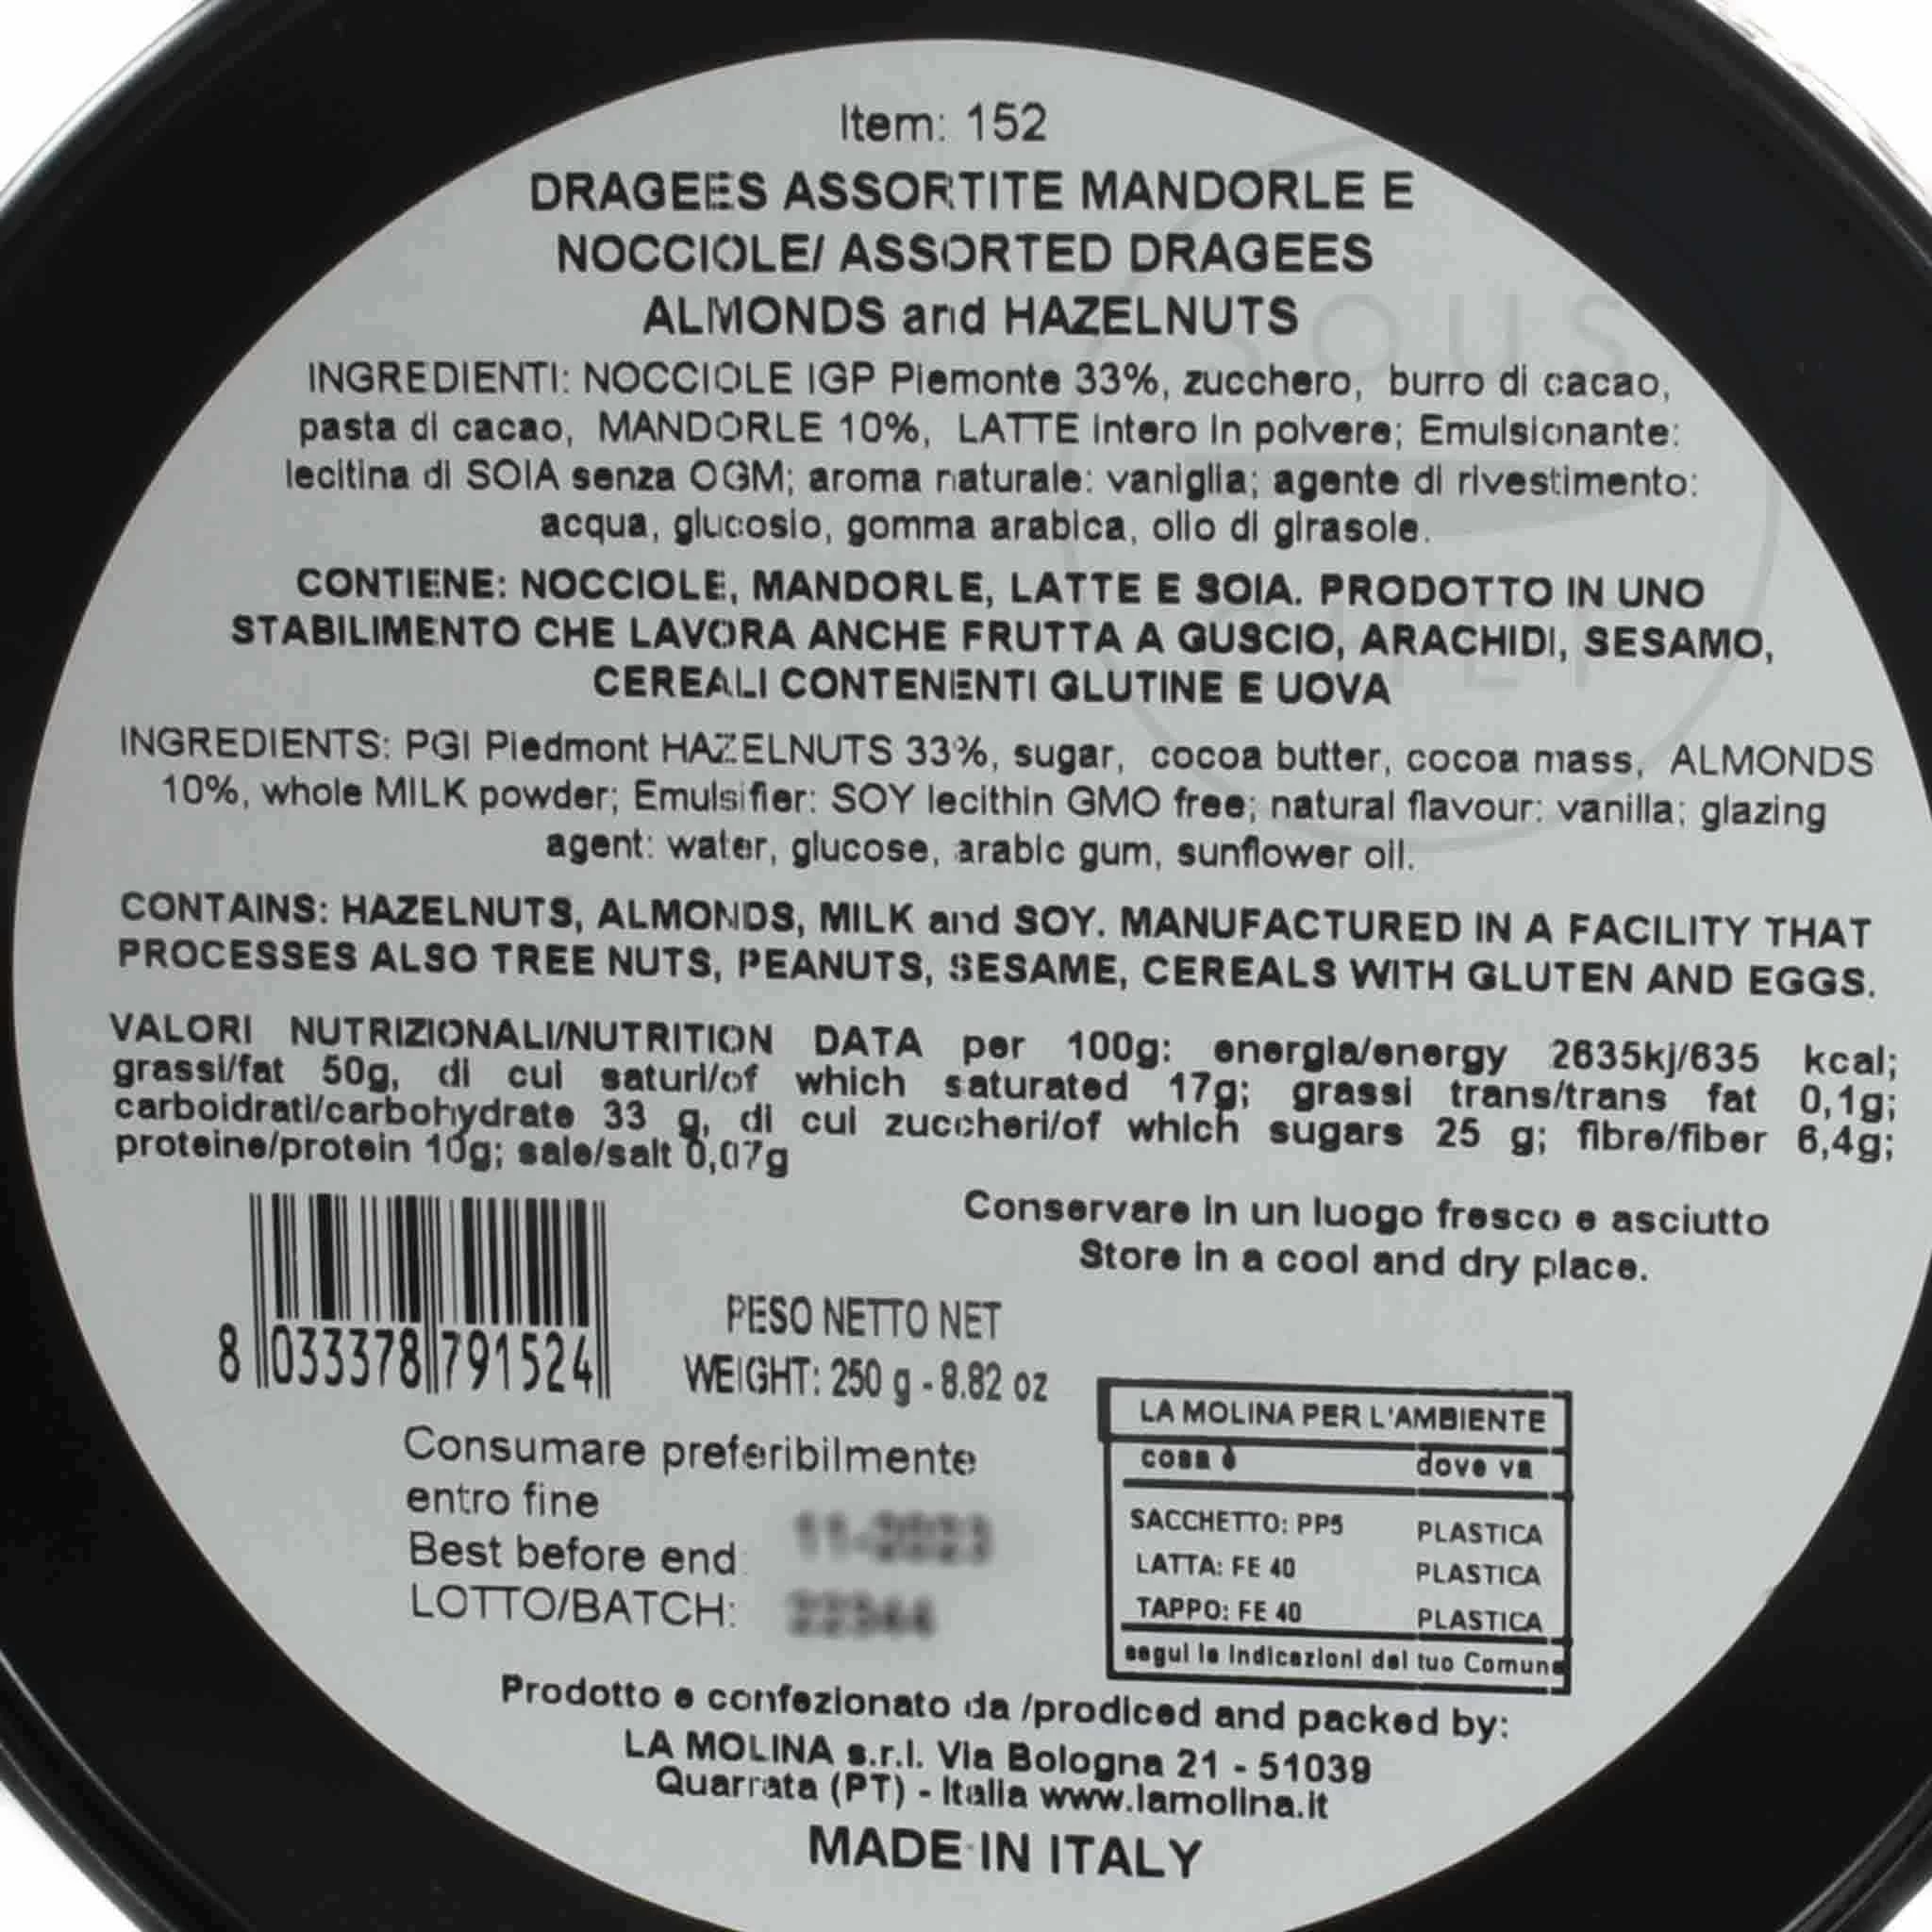 Item: 152
DRAGEES ASSORTITE MANDORLE E
NOCCIOLE/ ASSORTED DRAGEES
ALMONDS and HAZELNUTS
INGREDIENTI: NOCCIOLE IGP Piemonte 33%, zucchero, burro di cacao,
pasta di cacao, MANDORLE 10%, LATTE intero in polvere; Emulsionante:
lecitina di SOIA senza OGM; aroma naturale: vaniglia; agente di rivestimento:
acqua, glucosio, gomma arabica, olio di girasole.
CONTIENE: NOCCIOLE, MANDORLE, LATTE E SOIA. PRODOTTO IN UNO
STABILIMENTO CHE LAVORA ANCHE FRUTTA A GUSCIO, ARACHIDI, SESAMO,
CEREALI CONTENENTI GLUTINE E UOVA
INGREDIENTS: PGI Piedmont HAZELNUTS 33%, sugar, cocoa butter, cocoa mass, ALMONDS
10%, whole MILK powder; Emulsifier: SOY lecithin GMO free; natural flavour: vanilla; glazing
agent: water, glucose, arabic gum, sunflower oil.
CONTAINS: HAZELNUTS, ALMONDS, MILK and SOY. MANUFACTURED IN A FACILITY THAT
PROCESSES ALSO TREE NUTS, PEANUTS, SESAME, CEREALS WITH GLUTEN AND EGGS.
VALORI NUTRIZIONALI/NUTRITION DATA per 100g: energia/energy 2635kj/635 kcal;
grassi/fat 50g, di cui saturi/of which saturated 17g; grassi trans/trans fat 0,1g;
carboidrati/carbohydrate 33 g, di cui zuccheri/of which sugars 25 g; fibre/fiber 6,4g;
proteine/protein 10g; sale/salt 0,07g
Conservare in un luogo fresco e asciutto
Store in a cool and dry place.
8 033378 791524
PESO NETTO NET
WEIGHT: 250 g - 8.82 oz
Consumare preferibilmente
entro fine
Best before end 11-2023
LOTTO/BATCH: 22344
LA MOLINA PER L'AMBIENTE
cosa è dove va
SACCHETTO: PP5 PLASTICA
LATTA: FE 40 PLASTICA
TAPPO: FE 40 PLASTICA
segui le indicazioni del tuo Comune
Prodotto e confezionato da /prodiced and packed by:
LA MOLINA s.r.l. Via Bologna 21 - 51039
Quarrata (PT) - Italia www.lamolina.it
MADE IN ITALY
SOUS
CHEF